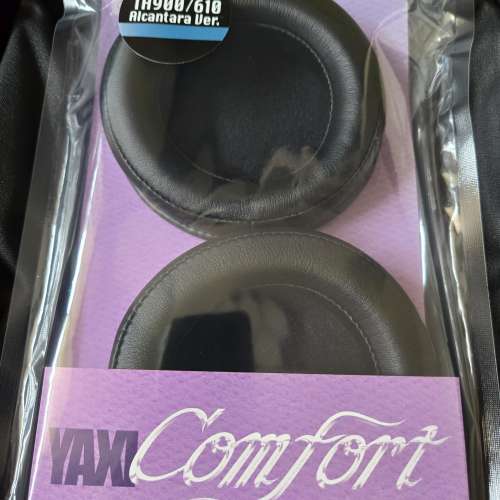 TH900/610
Alcantara Ver.
YAXI Comfort